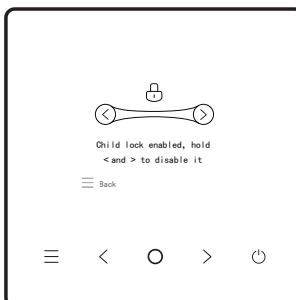 Child lock enabled, hold
< and > to disable it
Back